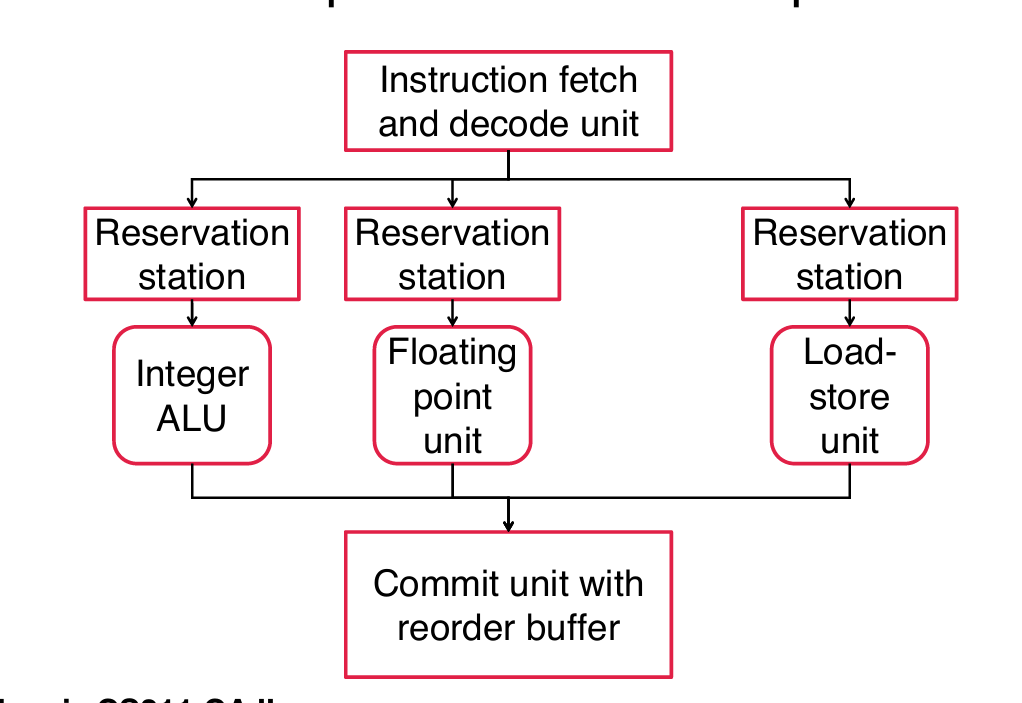 Instruction fetch
and decode unit
Reservation
station
Reservation
station
Reservation
station
Integer
ALU
Floating
point
unit
Load-
store
unit
Commit unit with
reorder buffer